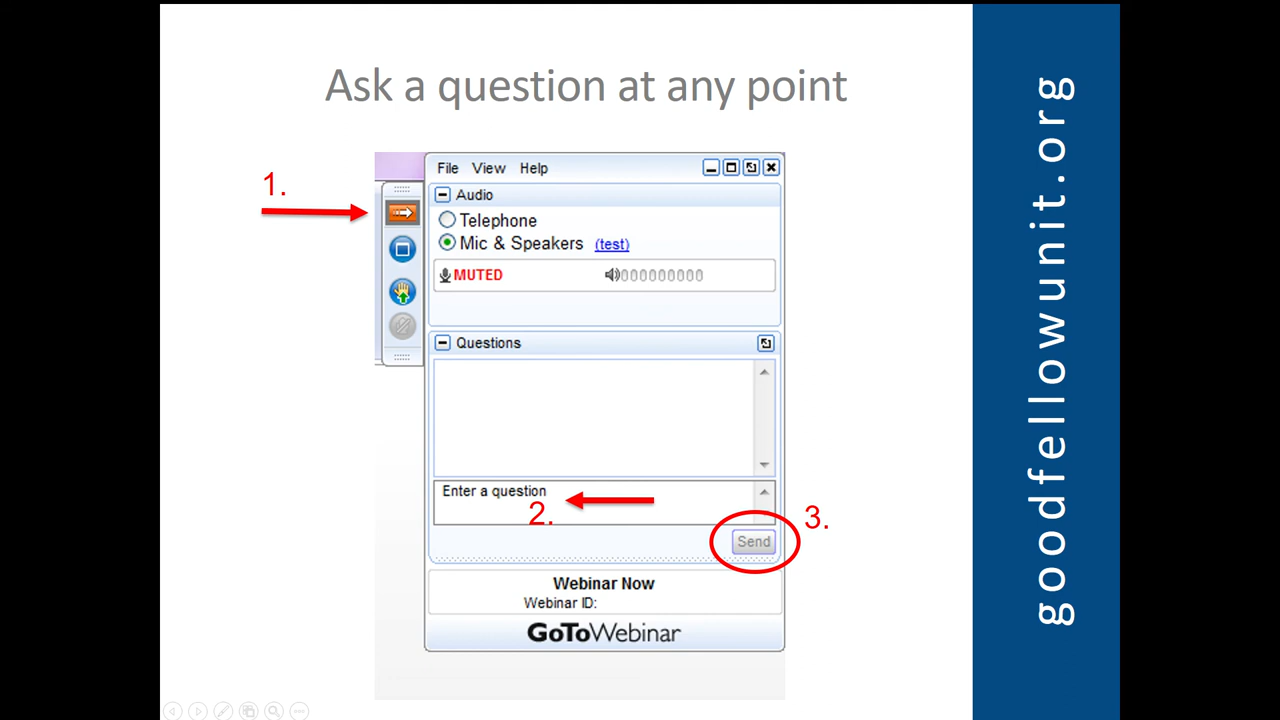 Ask a question at any point
1.
File View Help
Audio
Telephone
Mic & Speakers (test)
MUTED
Questions
Enter a question
2.
3.
Send
Webinar Now
Webinar ID:
GoToWebinar
goodfellowunit.org